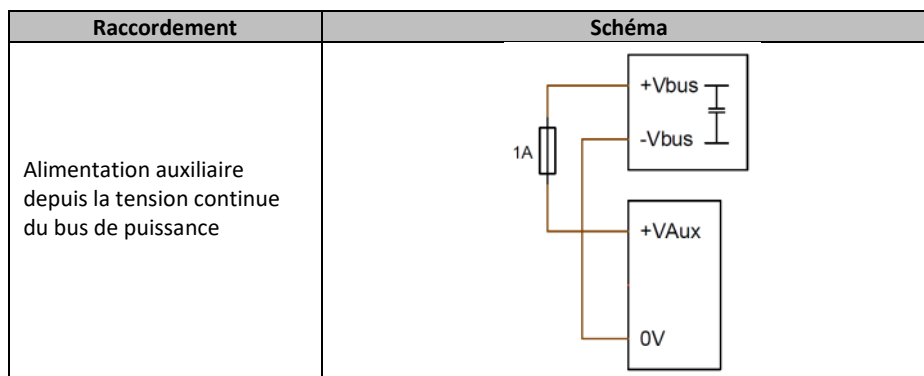 Raccordement
Schéma
Alimentation auxiliaire
depuis la tension continue
du bus de puissance
+Vbus
-Vbus
1A
+VAux
0V